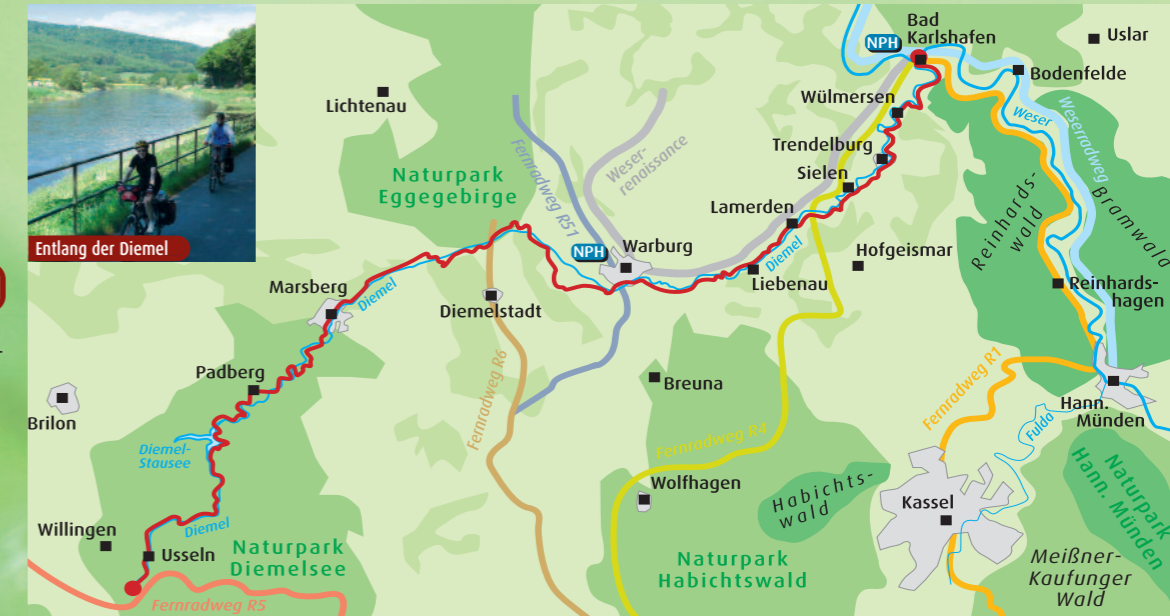 Entlang der Diemel
Lichtenau
Naturpark
Eggegebirge
Fernradweg R51
Weser-
renaissance
NPH
Bad
Karlshafen
Uslar
Bodenfelde
Wülmersen
Weser
Weserradweg
Trendelburg
Sielen
Reinhards-
wald
Bramwald
Lamerden
Hofgeismar
NPH
Warburg
Diemel
Liebenau
Reinhards-
hagen
Marsberg
Diemel
Diemelstadt
Padberg
Fernradweg R6
Breuna
Fernradweg R1
Hann.
Münden
Brilon
Diemel-
Stausee
Fernradweg R4
Fulda
Wolfhagen
Habichts-
wald
Kassel
Naturpark
Hann. Münden
Willingen
Diemel
Usseln
Naturpark
Diemelsee
Naturpark
Habichtswald
Meißner-
Kaufunger
Wald
Fernradweg R5